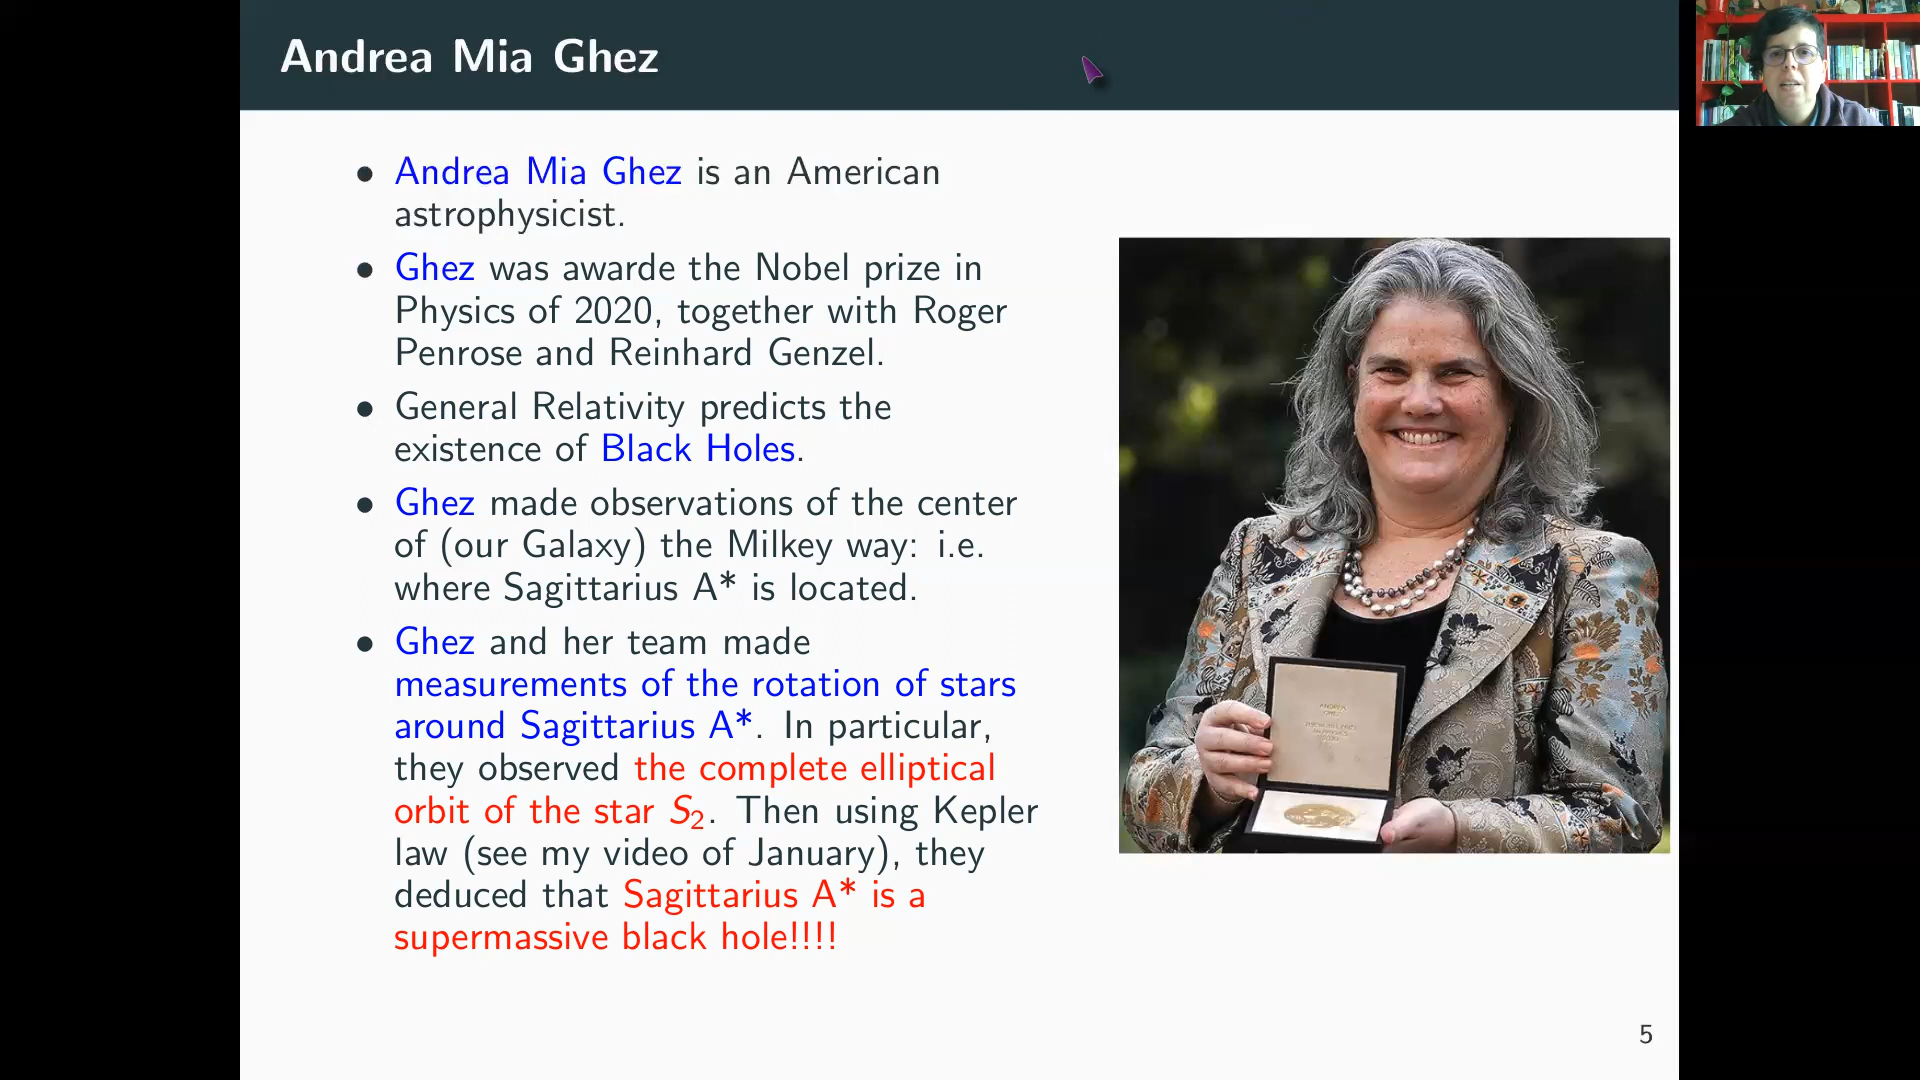 Andrea Mia Ghez
• Andrea Mia Ghez is an American
astrophysicist.
• Ghez was awarde the Nobel prize in
Physics of 2020, together with Roger
Penrose and Reinhard Genzel.
• General Relativity predicts the
existence of Black Holes.
• Ghez made observations of the center
of (our Galaxy) the Milkey way: i.e.
where Sagittarius A* is located.
• Ghez and her team made
measurements of the rotation of stars
around Sagittarius A*. In particular,
they observed the complete elliptical
orbit of the star S₂. Then using Kepler
law (see my video of January), they
deduced that Sagittarius A* is a
supermassive black hole!!!!
ANDREA
GHEZ
5